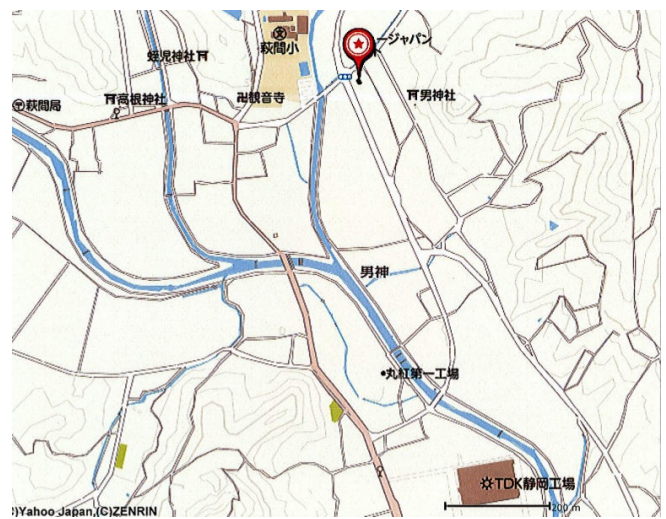 萩間小
ージャパン
蛭児神社
萩間局
高根神社
観音寺
男神社
男神
丸紅第一工場
TDK静岡工場
200 m
)Yahoo Japan,(C)ZENRIN